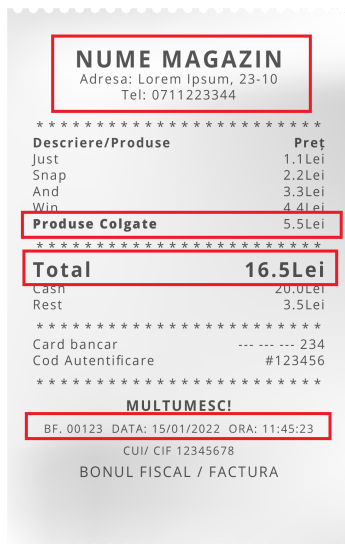 NUME MAGAZIN
Adresa: Lorem Ipsum, 23-10
Tel: 0711223344
************************
Descriere/Produse Preț
Just 1.1Lei
Snap 2.2Lei
And 3.3Lei
Win 4.4Lei
Produse Colgate 5.5Lei
************************
Total 16.5Lei
Cash 20.0Lei
Rest 3.5Lei
************************
Card bancar --- --- --- 234
Cod Autentificare #123456
************************
MULTUMESC!
BF. 00123 DATA: 15/01/2022 ORA: 11:45:23
CUI/ CIF 12345678
BONUL FISCAL / FACTURA